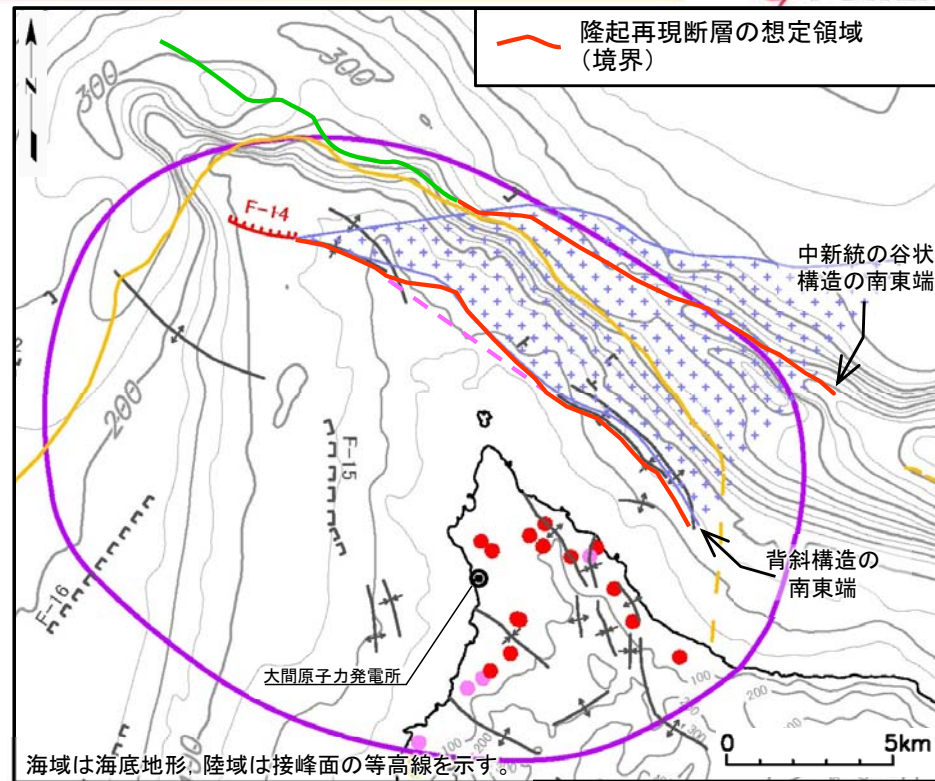 隆起再現断層の想定領域
(境界)
N
300
300
F-14
中新統の谷状
構造の南東端
200
F-15
F-16
背斜構造の
南東端
大間原子力発電所
100
200
300
100
200
0
5km
海域は海底地形、陸域は接峰面の等高線を示す。